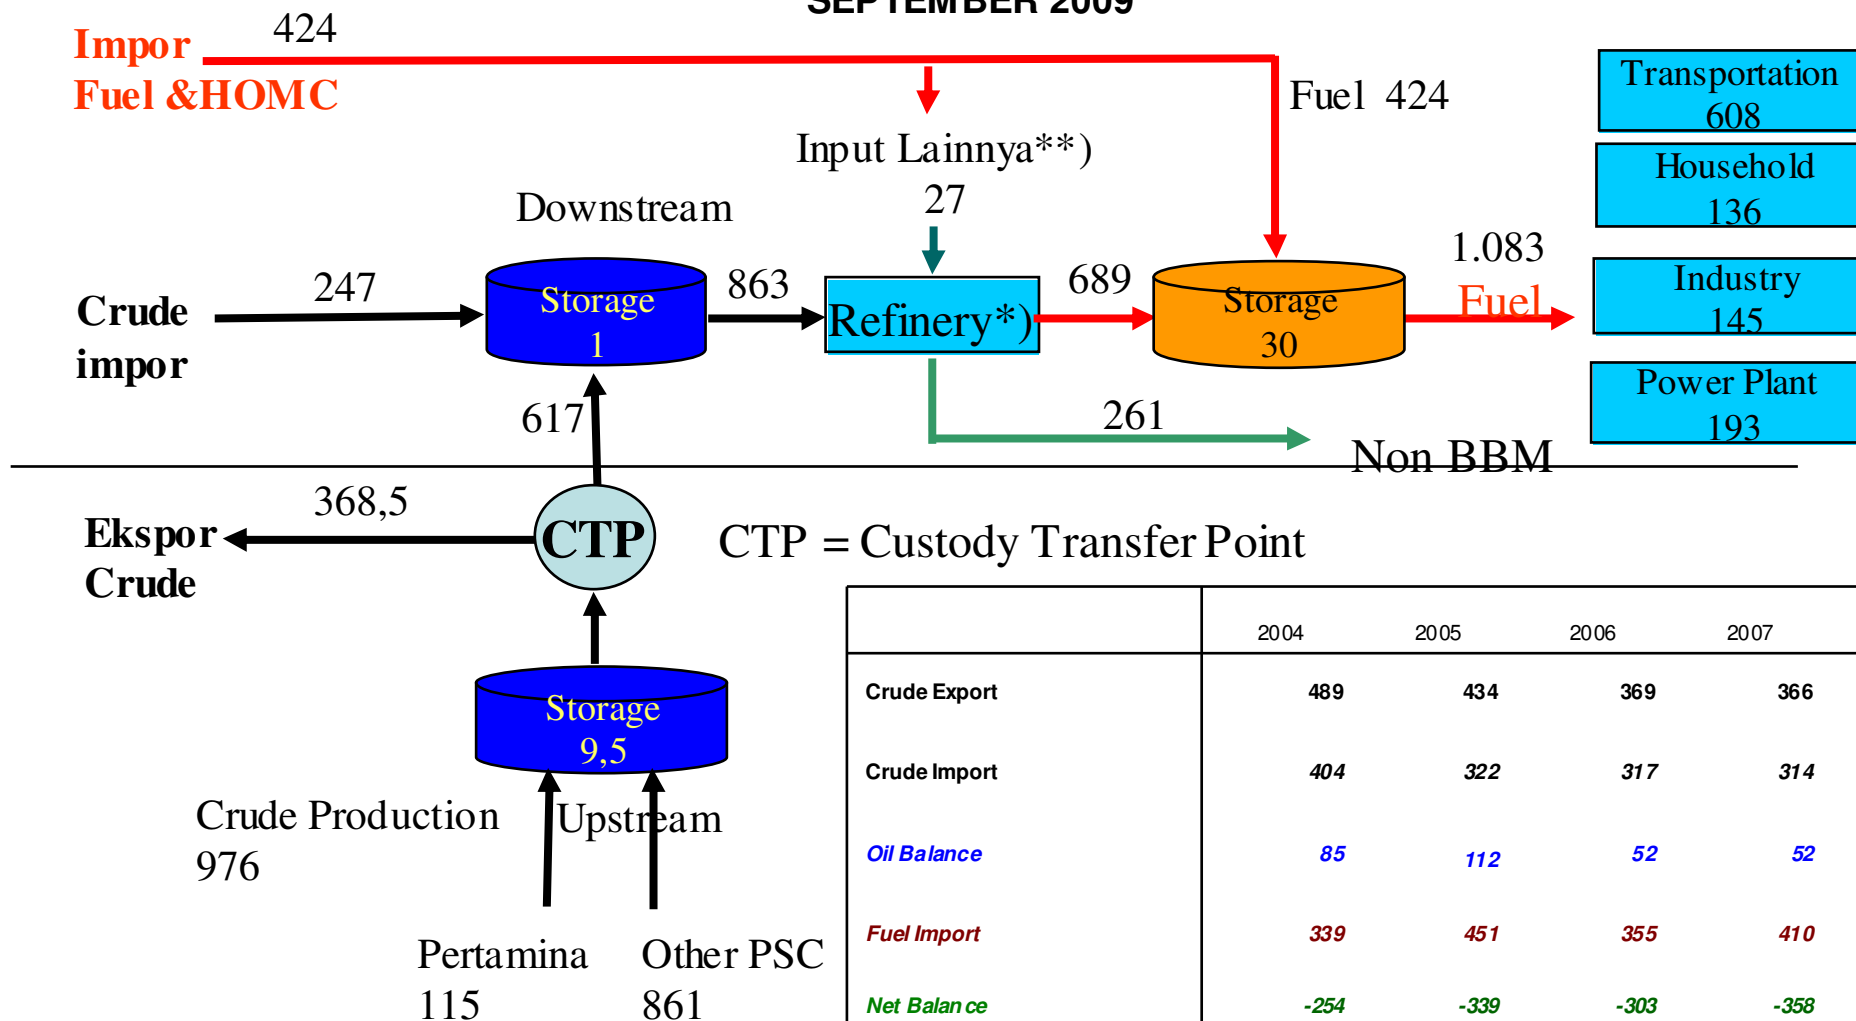 SEPTEMBER 2009
424
Impor
Fuel &HOMC
Fuel 424
Input Lainnya**)
27
Downstream
Transportation
608
Household
136
Industry
145
Power Plant
193
Crude
impor
247
Storage
1
863
Refinery*)
689
Storage
30
1.083
Fuel
617
261
Non BBM
368,5
Ekspor
Crude
CTP
CTP = Custody Transfer Point
Storage
9,5
Crude Production
976
Upstream
Pertamina
115
Other PSC
861
2004 2005 2006 2007
Crude Export 489 434 369 366
Crude Import 404 322 317 314
Oil Balance 85 112 52 52
Fuel Import 339 451 355 410
Net Balance -254 -339 -303 -358